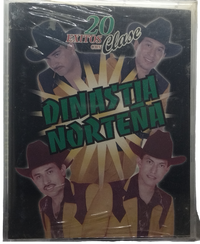 20
EXITOS
CON
Clase
DINASTIA
NORTEÑA